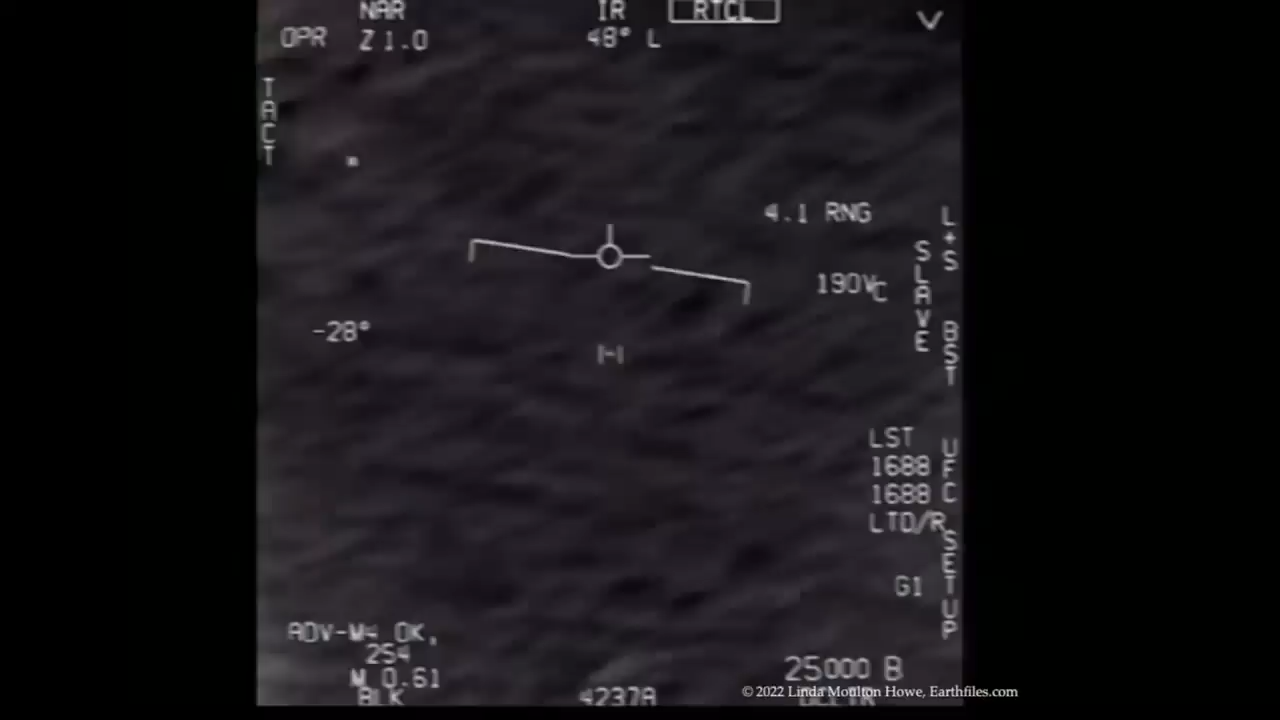 NAR IR RTCL
OPR Z 1.0 48° L
TACT
4.1 RNG
L+S
SLAVE
190VC
-28°
BST
LST
1688
1688
UFC
LTD/R
SETUP
G1
ADV-M4 OK,
254
M 0.61
25000 B
BLK
4237A
© 2022 Linda Moulton Howe, Earthfiles.com